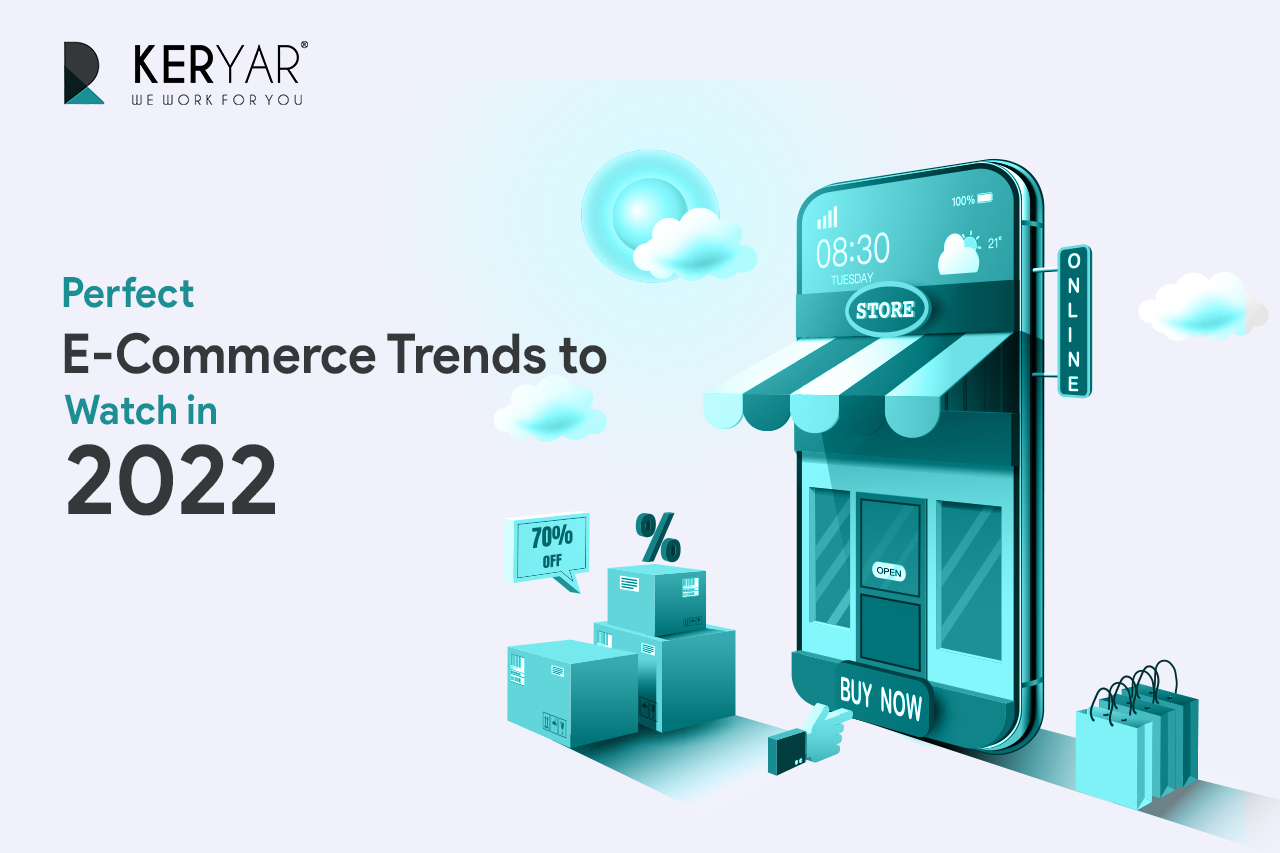 KERYAR®
WE WORK FOR YOU
Perfect
E-Commerce Trends to
Watch in
2022
100%
08:30
21°
TUESDAY
STORE
ONLINE
70%
OFF
%
OPEN
BUY NOW